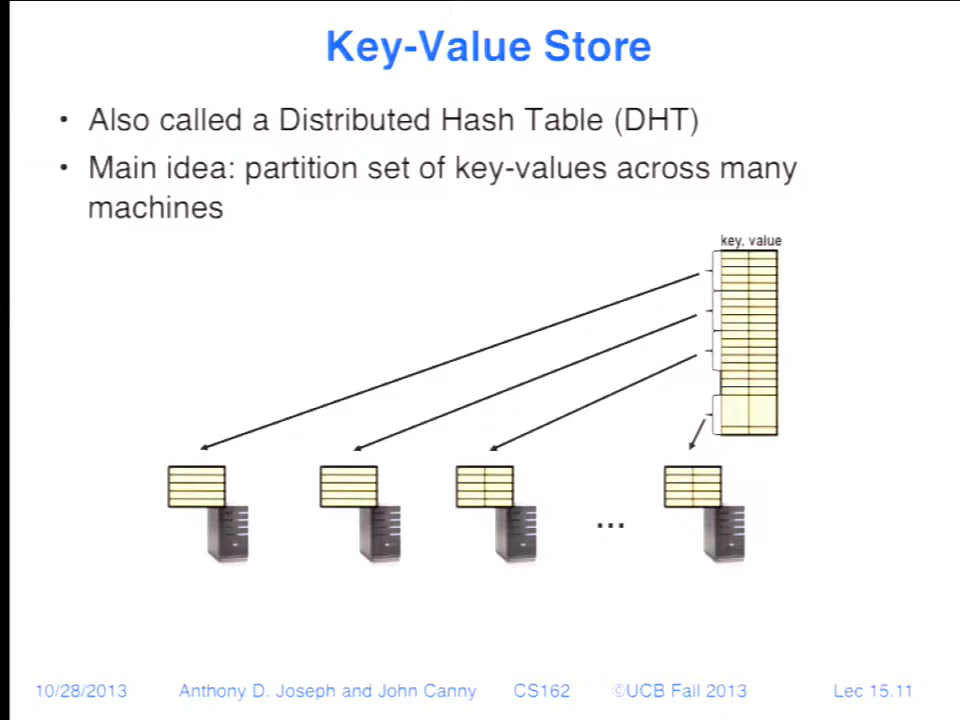 Key-Value Store
• Also called a Distributed Hash Table (DHT)
• Main idea: partition set of key-values across many
machines
key, value
...
10/28/2013 Anthony D. Joseph and John Canny CS162 ©UCB Fall 2013 Lec 15.11